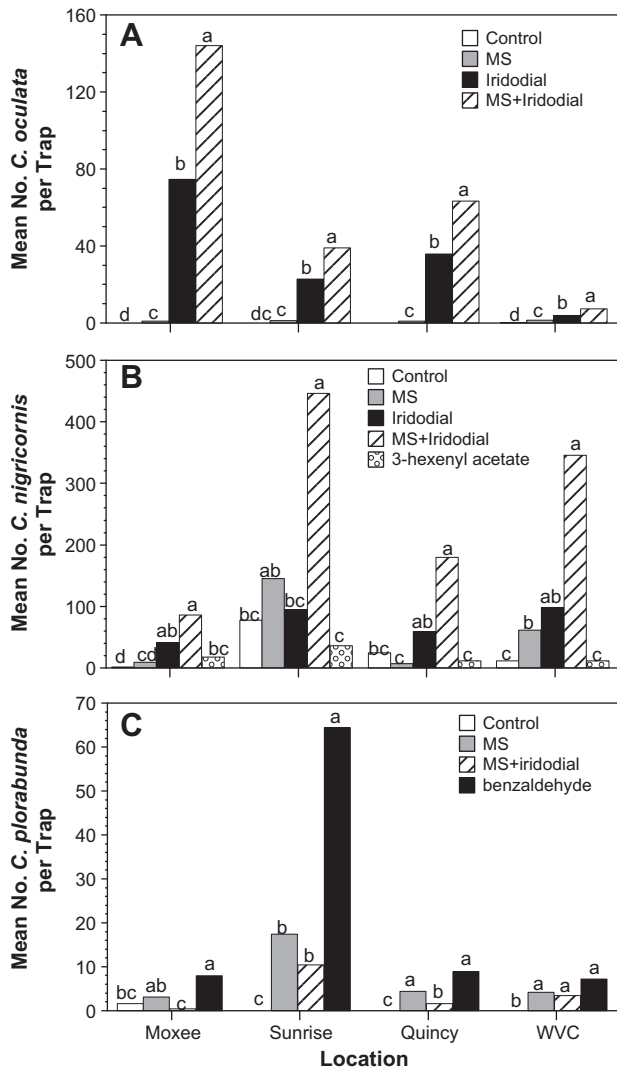 A
Mean No. C. oculata
per Trap
160
120
80
40
0
Control
MS
Iridodial
MS+Iridodial
d c b a
dc c b a
c b a
d c b a
B
Mean No. C. nigricornis
per Trap
500
400
300
200
100
0
Control
MS
Iridodial
MS+Iridodial
3-hexenyl acetate
d cd ab a bc
bc ab bc a c
bc c ab a c
c b ab a c
C
Mean No. C. plorabunda
per Trap
70
60
50
40
30
20
10
0
Control
MS
MS+iridodial
benzaldehyde
bc ab c a
c b b a
c a b a
b a a a
Moxee Sunrise Quincy WVC
Location